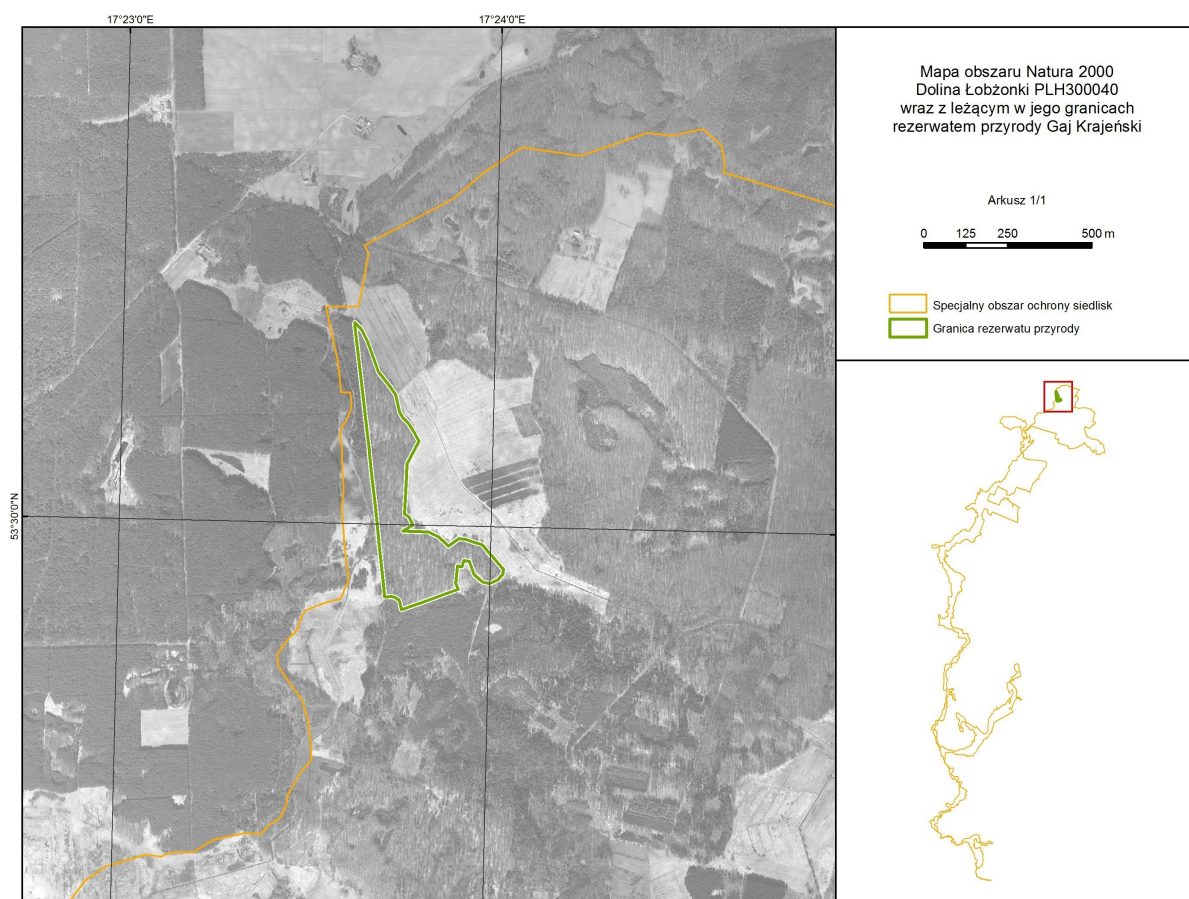 17°23'0"E
17°24'0"E
53°30'0"N
Mapa obszaru Natura 2000
Dolina Łobżonki PLH300040
wraz z leżącym w jego granicach
rezerwatem przyrody Gaj Krajeński
Arkusz 1/1
0 125 250 500 m
Specjalny obszar ochrony siedlisk
Granica rezerwatu przyrody